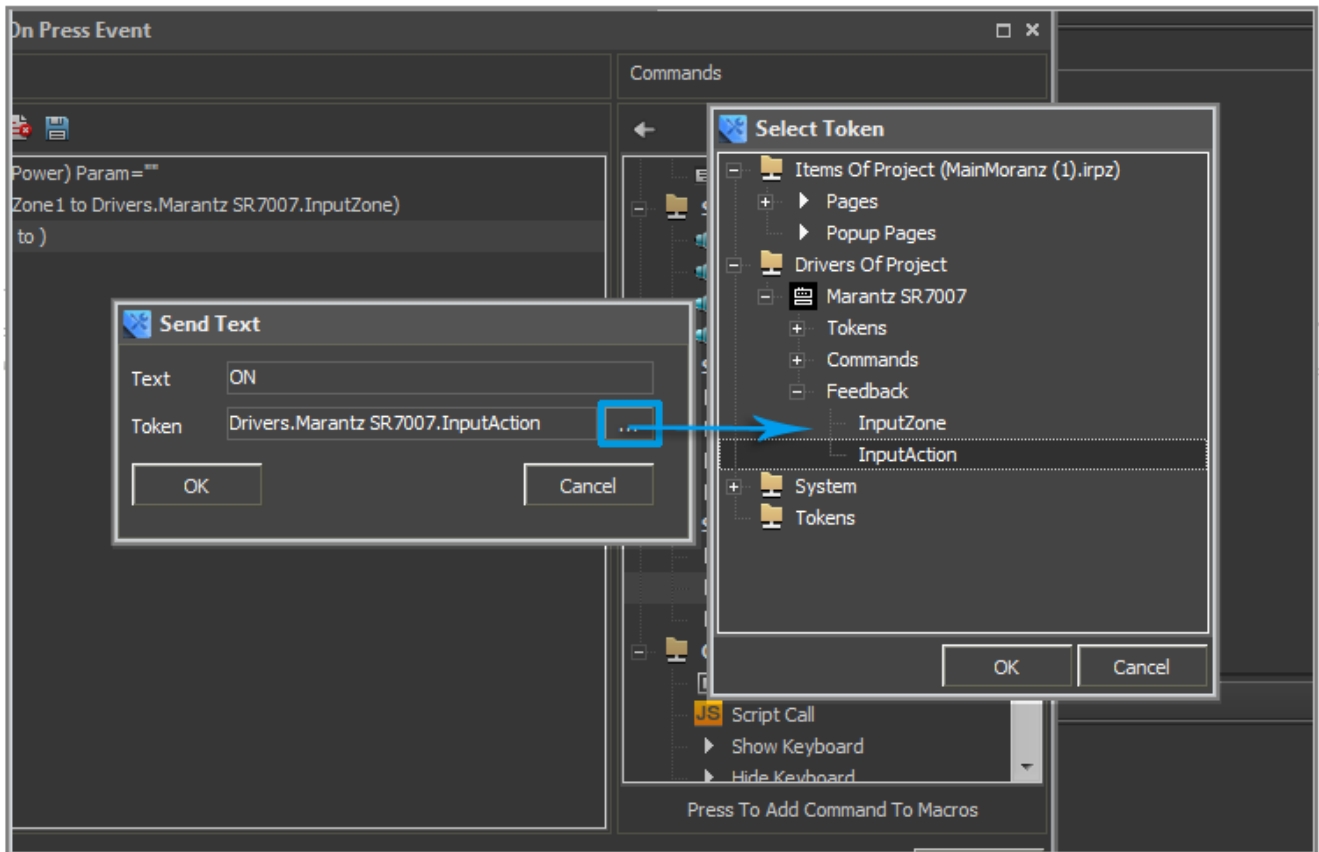 On Press Event
Commands
Power) Param=""
Zone1 to Drivers.Marantz SR7007.InputZone)
to )
Select Token
Items Of Project (MainMoranz (1).irpz)
Pages
Popup Pages
Drivers Of Project
Marantz SR7007
Tokens
Commands
Feedback
InputZone
InputAction
System
Tokens
OK
Cancel
Send Text
Text
ON
Token
Drivers.Marantz SR7007.InputAction
...
OK
Cancel
JS
Script Call
Show Keyboard
Hide Keyboard
Press To Add Command To Macros